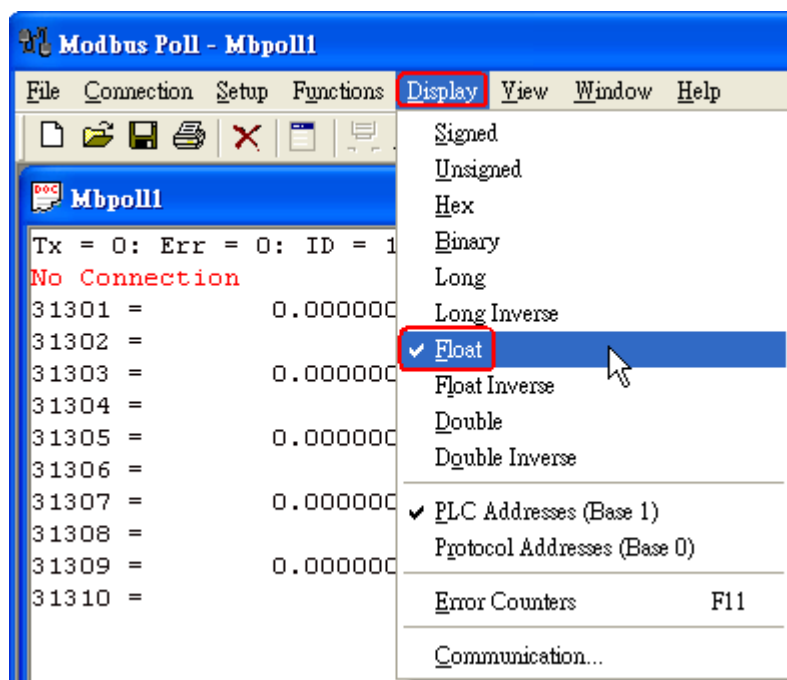 Modbus Poll - Mbpoll1
File Connection Setup Functions Display View Window Help
DOC Mbpoll1
Tx = 0: Err = 0: ID = 1
No Connection
31301 = 0.000000
31302 =
31303 = 0.000000
31304 =
31305 = 0.000000
31306 =
31307 = 0.000000
31308 =
31309 = 0.000000
31310 =
Signed
Unsigned
Hex
Binary
Long
Long Inverse
Float
Float Inverse
Double
Double Inverse
PLC Addresses (Base 1)
Protocol Addresses (Base 0)
Error Counters F11
Communication...